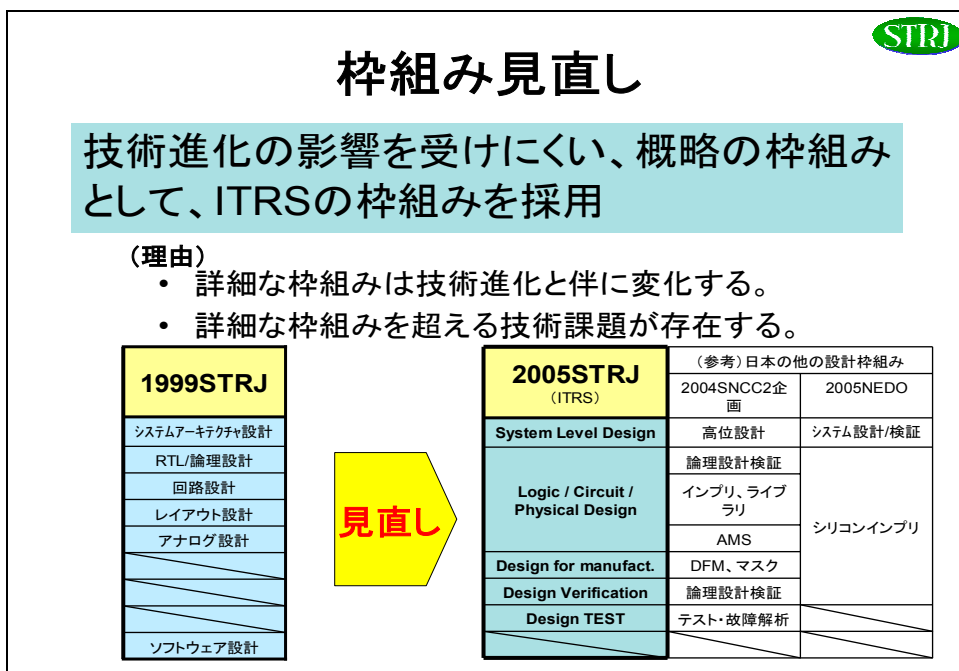 STRJ
枠組み見直し
技術進化の影響を受けにくい、概略の枠組み
として、ITRSの枠組みを採用
（理由）
• 詳細な枠組みは技術進化と伴に変化する。
• 詳細な枠組みを超える技術課題が存在する。
1999STRJ
システムアーキテクチャ設計
RTL/論理設計
回路設計
レイアウト設計
アナログ設計
ソフトウェア設計
見直し
2005STRJ
（ITRS）
（参考）日本の他の設計枠組み
2004SNCC2企
画
2005NEDO
System Level Design
高位設計
システム設計/検証
Logic / Circuit /
Physical Design
論理設計検証
インプリ、ライブ
ラリ
AMS
シリコンインプリ
Design for manufact.
DFM、マスク
Design Verification
論理設計検証
Design TEST
テスト・故障解析